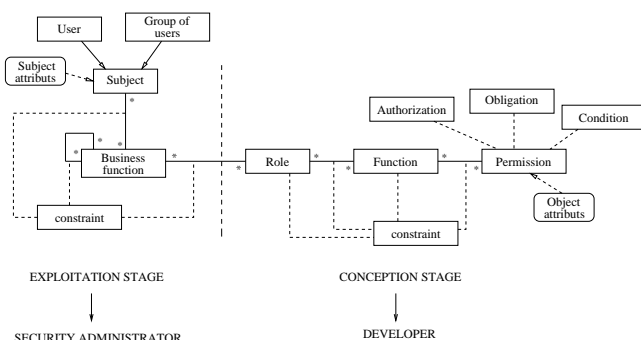 User
Group of
users
Subject
attributs
Subject
*
Authorization
Obligation
Condition
*
*
*
Business
function
*
*
Role
*
*
Function
*
*
Permission
constraint
constraint
Object
attributs
EXPLOITATION STAGE
CONCEPTION STAGE
SECURITY ADMINISTRATOR
DEVELOPER